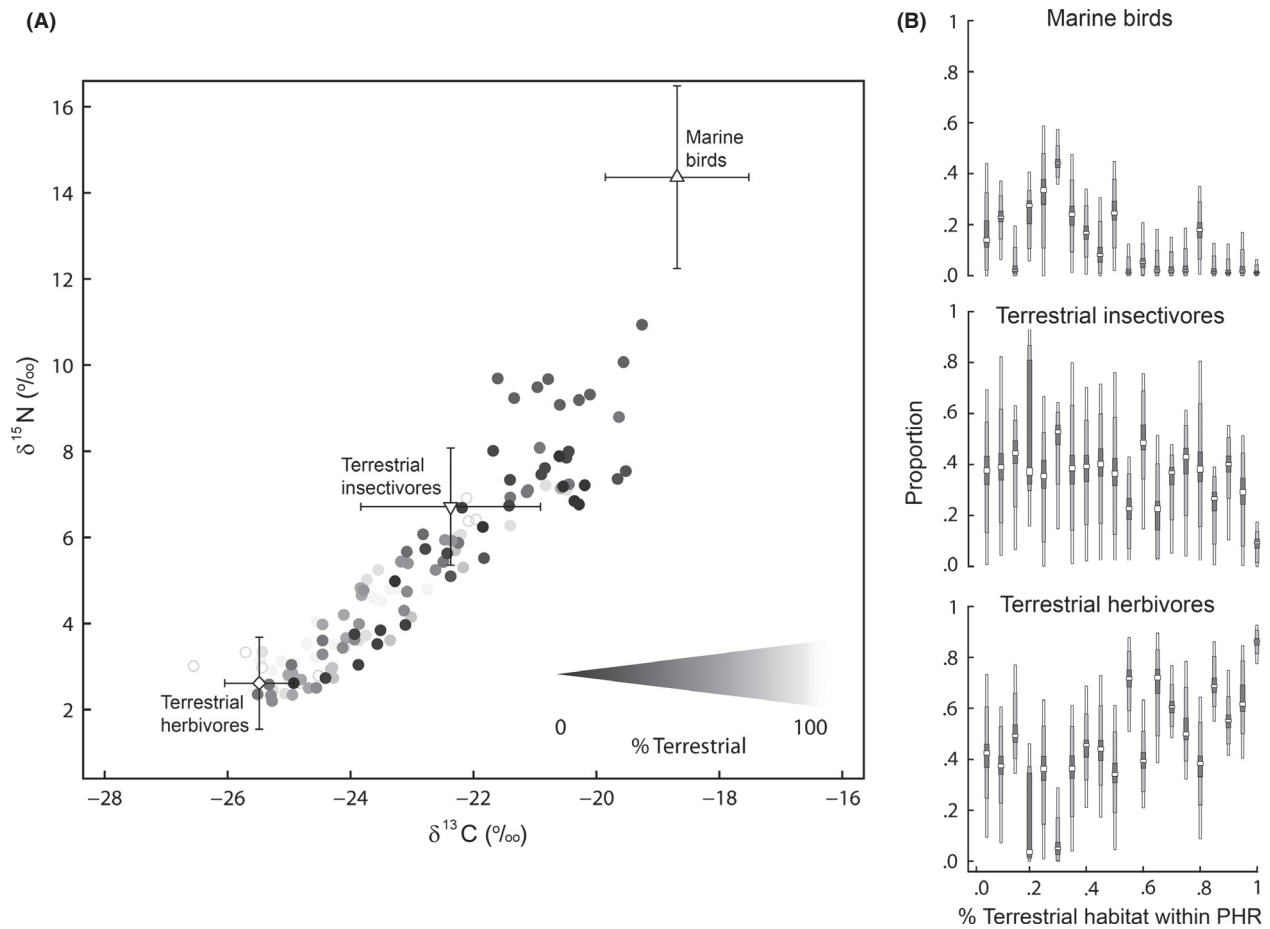 (A)
16
14
12
10
8
6
4
2
δ15N (‰)
Marine
birds
Terrestrial
insectivores
Terrestrial
herbivores
0
100
% Terrestrial
−28
−26
−24
−22
−20
−18
−16
δ13C (‰)
(B)
Marine birds
1
.8
.6
.4
.2
.0
Terrestrial insectivores
1
.8
.6
.4
.2
.0
Proportion
Terrestrial herbivores
1
.8
.6
.4
.2
.0
.0
.2
.4
.6
.8
1
% Terrestrial habitat within PHR